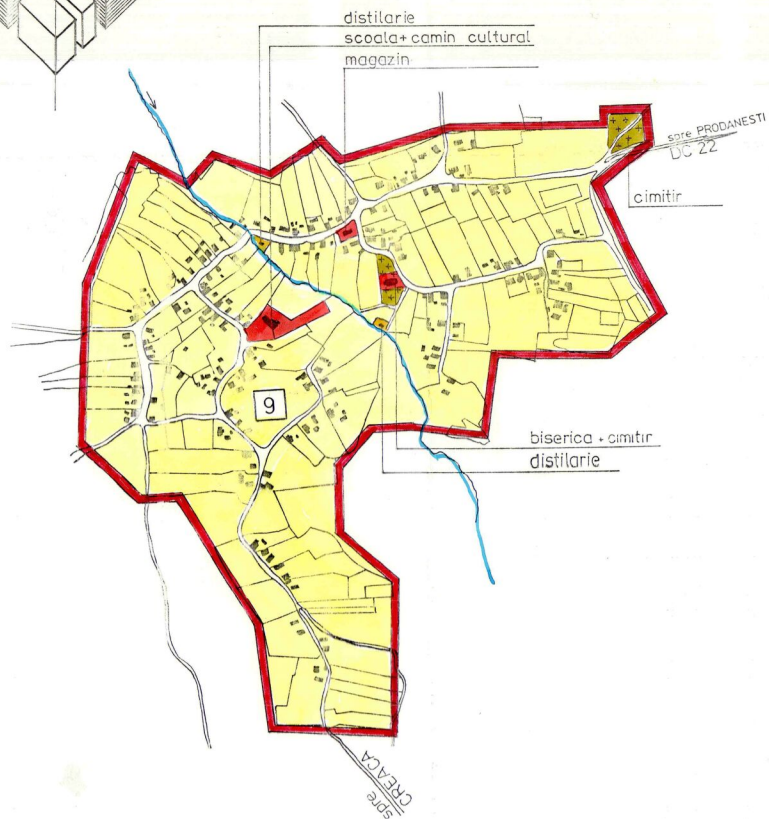 distilarie
scoala+camin cultural
magazin
spre PRODANESTI
DC 22
cimitir
9
biserica + cimitir
distilarie
spre
CREACA